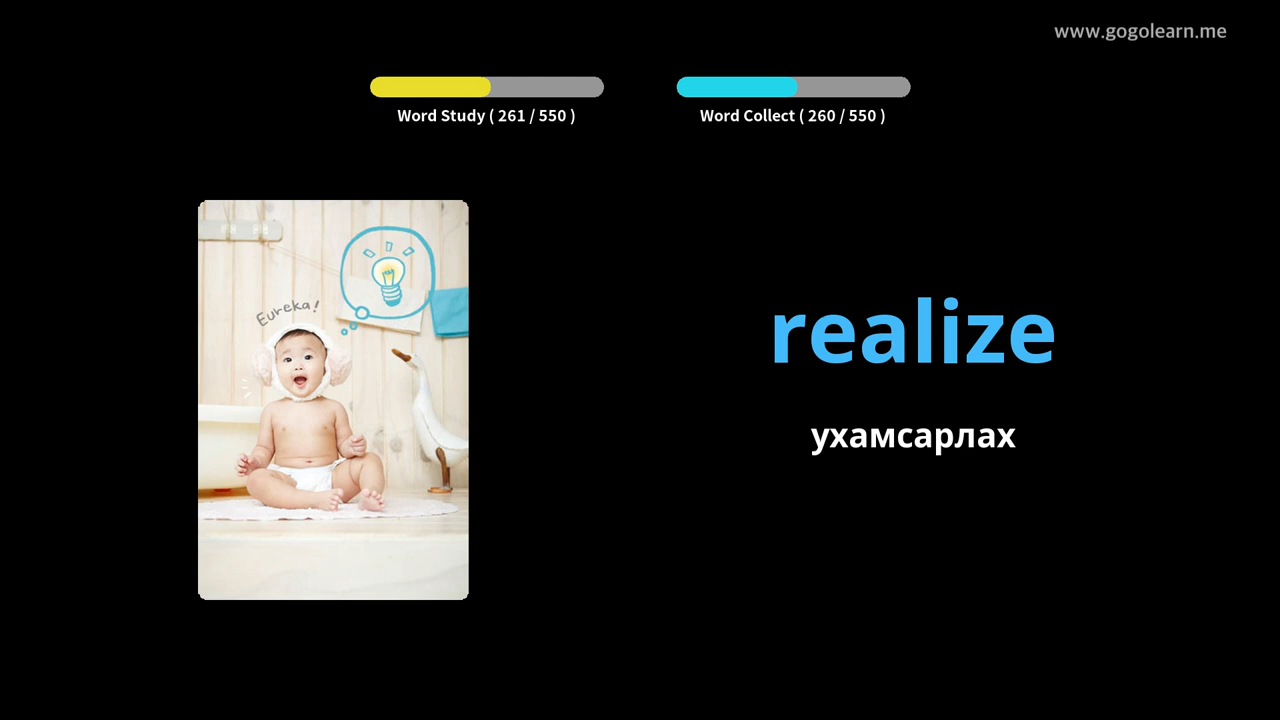 www.gogolearn.me
Word Study ( 261 / 550 )
Word Collect ( 260 / 550 )
Eureka!
realize
ухамсарлах